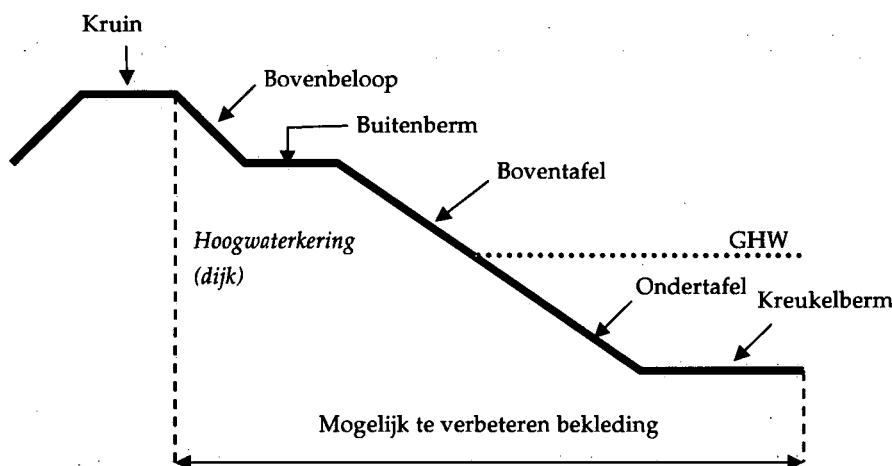 Kruin
Bovenbeloop
Buitenberm
Boventafel
Hoogwaterkering
(dijk)
GHW
Ondertafel
Kreukelberm
Mogelijk te verbeteren bekleding